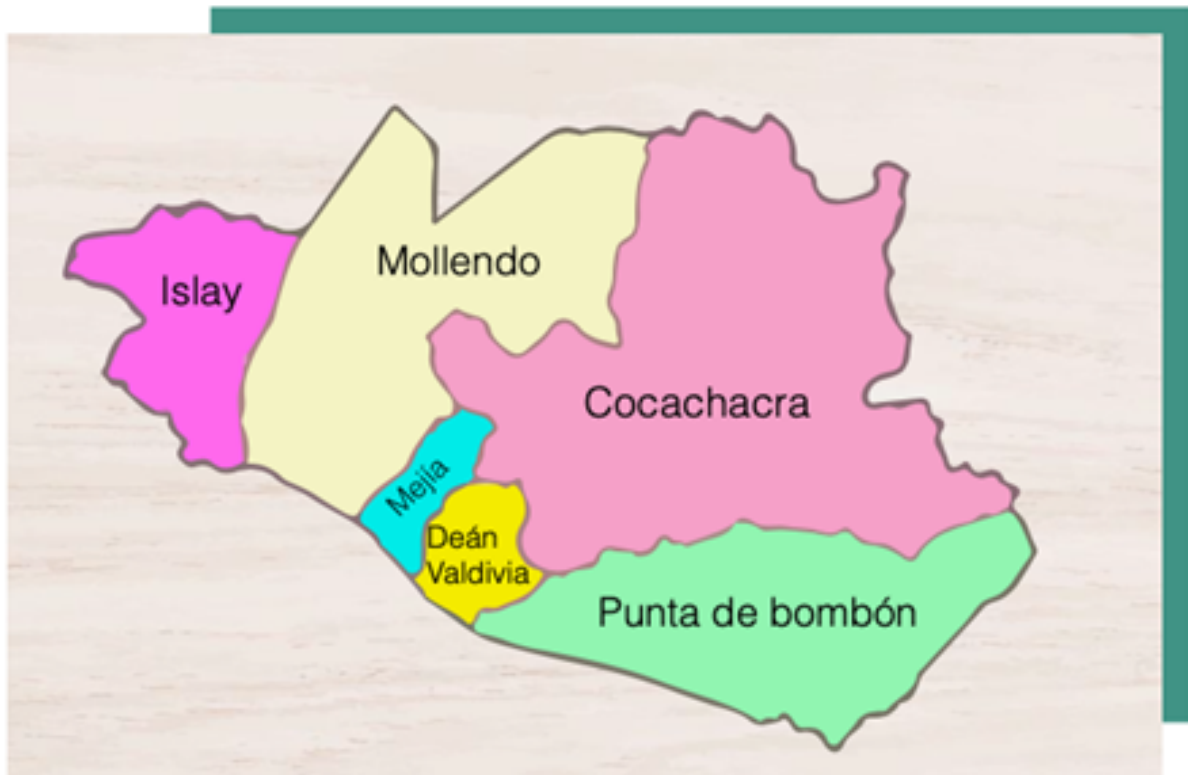 Mollendo
Islay
Cocachacra
Mejía
Deán
Valdivia
Punta de bombón